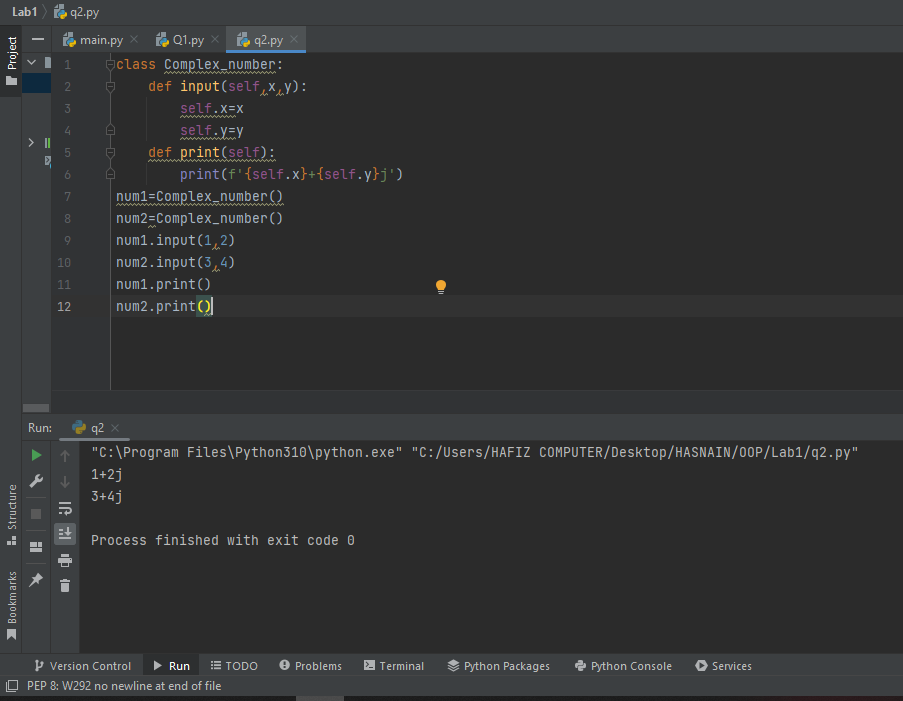 Lab1 q2.py
Project
main.py Q1.py q2.py
1 class Complex_number:
2 def input(self,x,y):
3 self.x=x
4 self.y=y
5 def print(self):
6 print(f'{self.x}+{self.y}j')
7 num1=Complex_number()
8 num2=Complex_number()
9 num1.input(1,2)
10 num2.input(3,4)
11 num1.print()
12 num2.print()
Run: q2
"C:\Program Files\Python310\python.exe" "C:/Users/HAFIZ COMPUTER/Desktop/HASNAIN/OOP/Lab1/q2.py"
1+2j
3+4j
Process finished with exit code 0
Structure
Bookmarks
Version Control Run TODO Problems Terminal Python Packages Python Console Services
PEP 8: W292 no newline at end of file